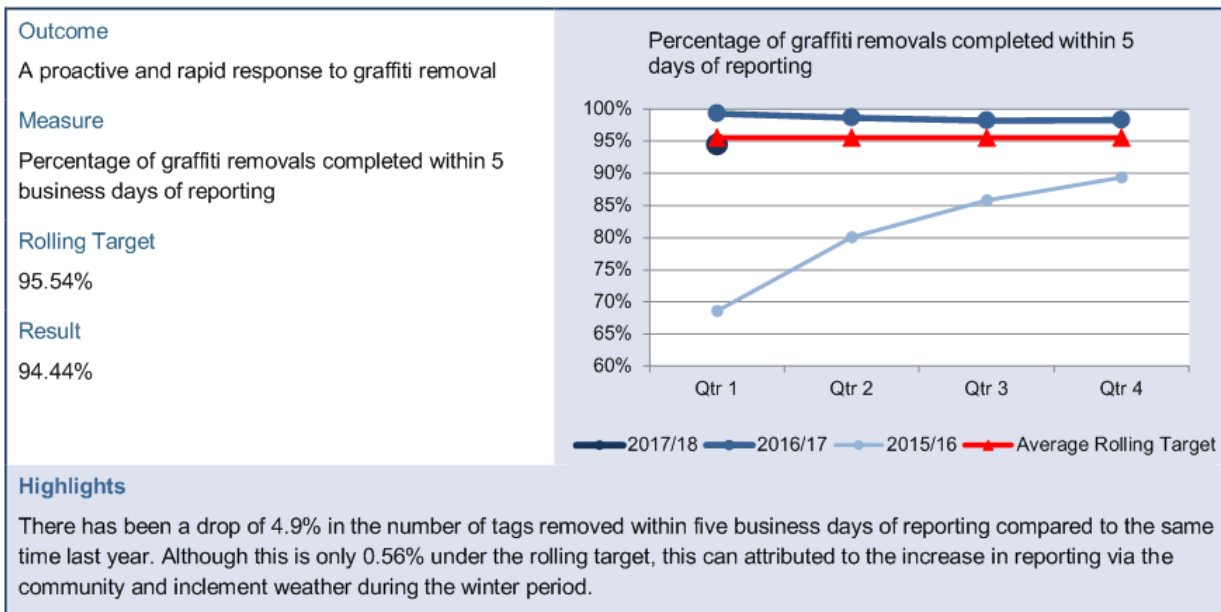 Outcome
A proactive and rapid response to graffiti removal
Measure
Percentage of graffiti removals completed within 5
business days of reporting
Rolling Target
95.54%
Result
94.44%
Percentage of graffiti removals completed within 5
days of reporting
100%
95%
90%
85%
80%
75%
70%
65%
60%
Qtr 1 Qtr 2 Qtr 3 Qtr 4
2017/18 2016/17 2015/16 Average Rolling Target
Highlights
There has been a drop of 4.9% in the number of tags removed within five business days of reporting compared to the same
time last year. Although this is only 0.56% under the rolling target, this can attributed to the increase in reporting via the
community and inclement weather during the winter period.